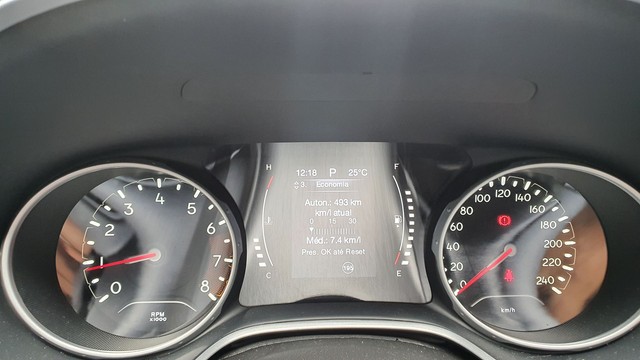 0
1
2
3
4
5
6
7
8
RPM
x1000
H
C
12:18 P 25°C
3 Economia
Auton.: 493 km
km/l atual
0 15 30
Méd.: 7.4 km/l
Pres. OK até Reset
F
E
0
20
40
60
80
100
120
140
160
180
200
220
240
km/h